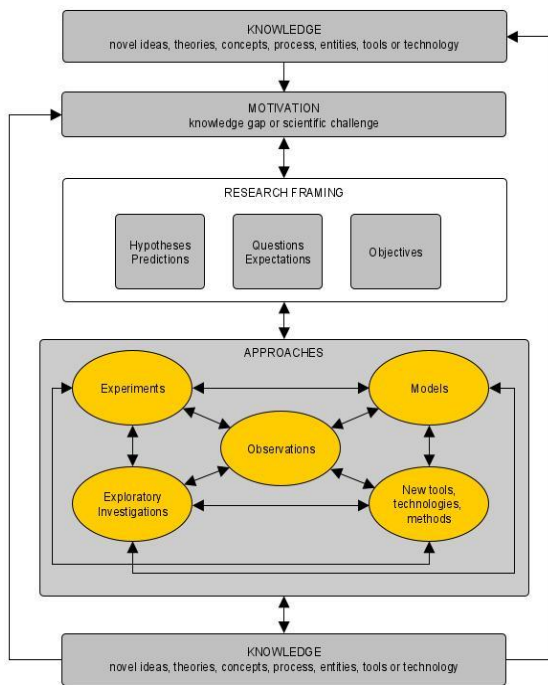 KNOWLEDGE
novel ideas, theories, concepts, process, entities, tools or technology
MOTIVATION
knowledge gap or scientific challenge
RESEARCH FRAMING
Hypotheses
Predictions
Questions
Expectations
Objectives
APPROACHES
Experiments
Models
Observations
Exploratory
Investigations
New tools,
technologies,
methods
KNOWLEDGE
novel ideas, theories, concepts, process, entities, tools or technology